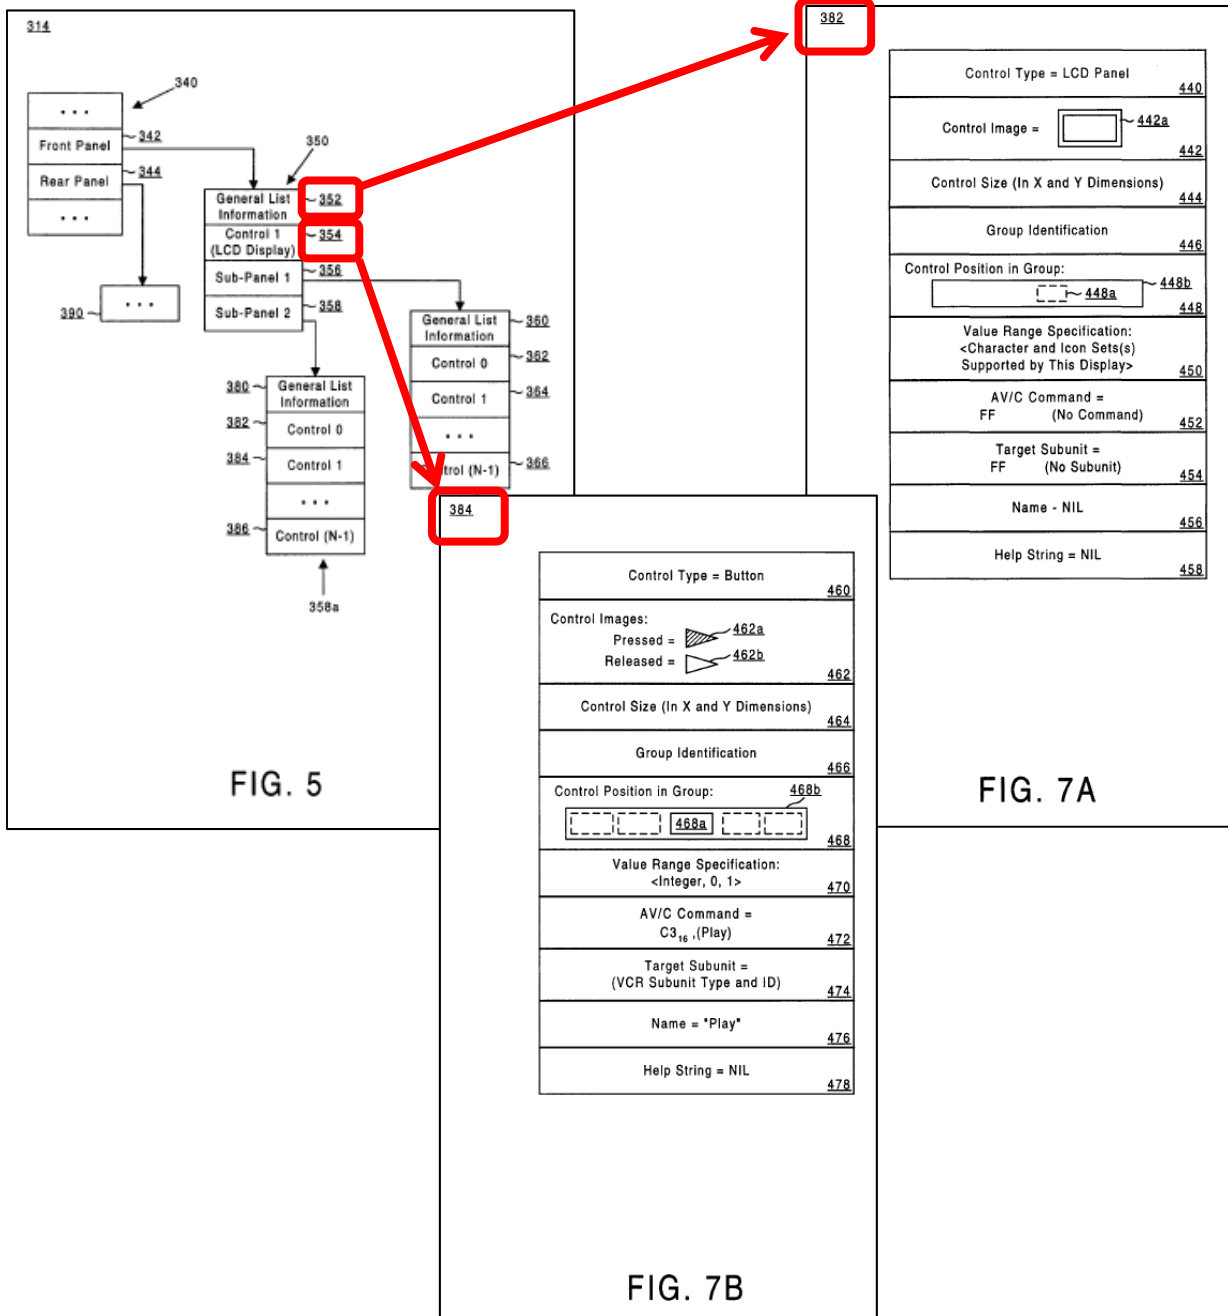 314
340
. . .
Front Panel
342
Rear Panel
344
. . .
350
General List
Information
352
Control 1
(LCD Display)
354
Sub-Panel 1
356
Sub-Panel 2
358
390
. . .
General List
Information
360
Control 0
362
Control 1
364
. . .
(N-1)
366
380
General List
Information
382
Control 0
384
Control 1
. . .
386
Control (N-1)
358a
FIG. 5
382
Control Type = LCD Panel
440
Control Image =
442a
442
Control Size (In X and Y Dimensions)
444
Group Identification
446
Control Position in Group:
448b
448a
448
Value Range Specification:
<Character and Icon Sets(s)
Supported by This Display>
450
AV/C Command =
FF (No Command)
452
Target Subunit =
FF (No Subunit)
454
Name - NIL
456
Help String = NIL
458
FIG. 7A
384
Control Type = Button
460
Control Images:
Pressed =
462a
Released =
462b
462
Control Size (In X and Y Dimensions)
464
Group Identification
466
Control Position in Group:
468b
468a
468
Value Range Specification:
<Integer, 0, 1>
470
AV/C Command =
C3₁₆ ,(Play)
472
Target Subunit =
(VCR Subunit Type and ID)
474
Name = "Play"
476
Help String = NIL
478
FIG. 7B